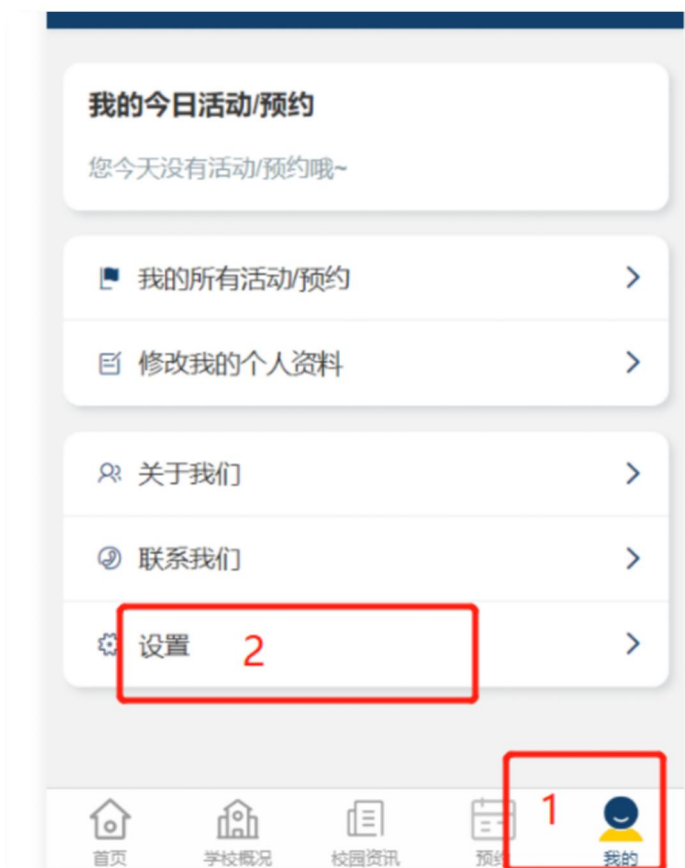 我的今日活动/预约
您今天没有活动/预约哦~
我的所有活动/预约
修改我的个人资料
关于我们
联系我们
设置 2
1
首页 学校概况 校园资讯 预约 我的